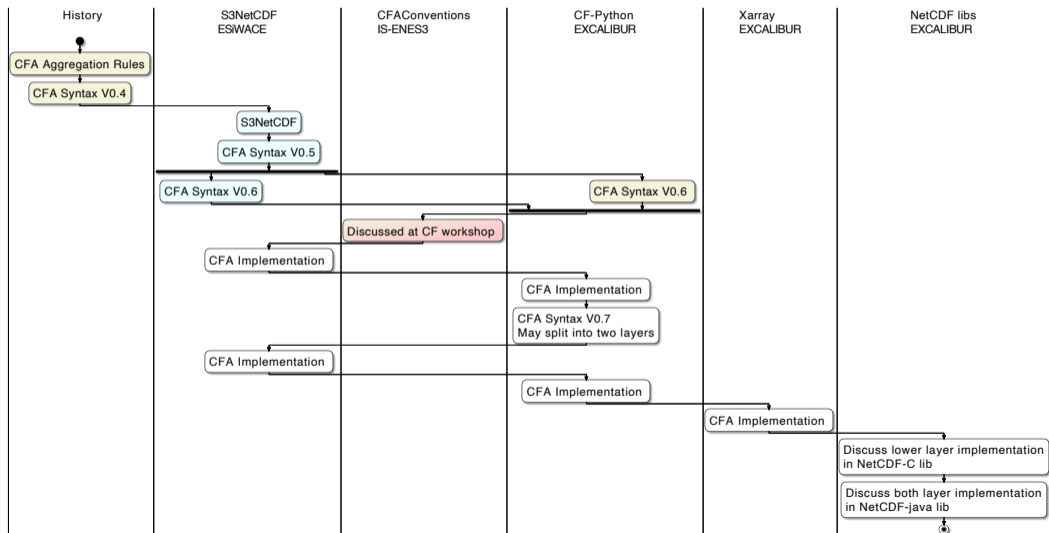 History
S3NetCDF
ESiWACE
CFAConventions
IS-ENES3
CF-Python
EXCALIBUR
Xarray
EXCALIBUR
NetCDF libs
EXCALIBUR
CFA Aggregation Rules
CFA Syntax V0.4
S3NetCDF
CFA Syntax V0.5
CFA Syntax V0.6
CFA Syntax V0.6
Discussed at CF workshop
CFA Implementation
CFA Implementation
CFA Syntax V0.7
May split into two layers
CFA Implementation
CFA Implementation
CFA Implementation
Discuss lower layer implementation
in NetCDF-C lib
Discuss both layer implementation
in NetCDF-java lib